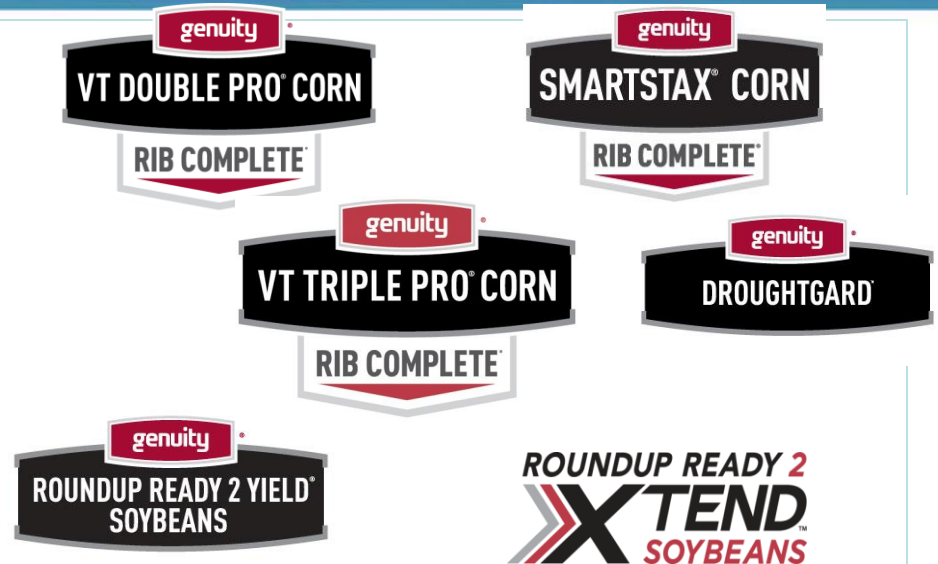 genuity®
VT DOUBLE PRO® CORN
RIB COMPLETE®
genuity
SMARTSTAX® CORN
RIB COMPLETE®
genuity®
VT TRIPLE PRO® CORN
RIB COMPLETE®
genuity®
DROUGHTGARD®
genuity®
ROUNDUP READY 2 YIELD®
SOYBEANS
ROUNDUP READY 2
XTEND™
SOYBEANS